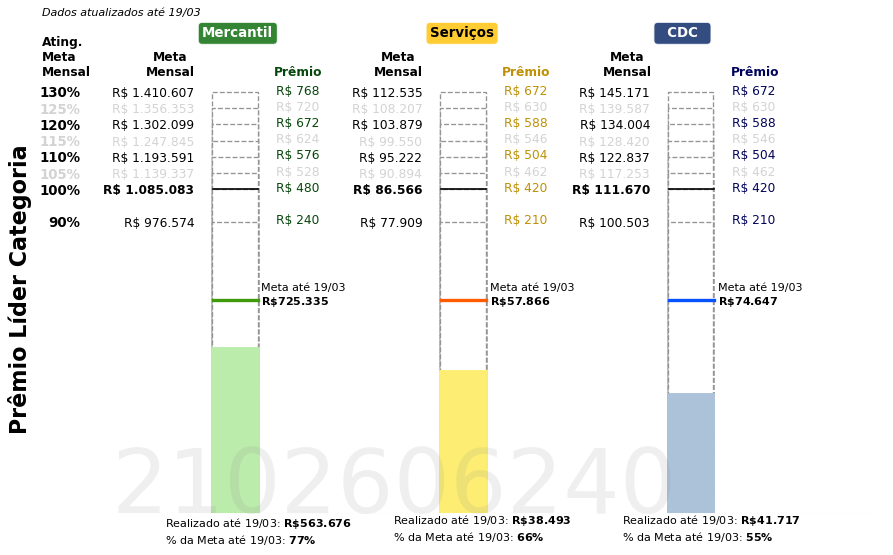 Dados atualizados até 19/03
Mercantil Serviços CDC
Ating. Meta Mensal
Meta Mensal Prêmio Meta Mensal Prêmio Meta Mensal Prêmio
130% R$ 1.410.607 R$ 768 R$ 112.535 R$ 672 R$ 145.171 R$ 672
125% R$ 1.356.353 R$ 720 R$ 108.207 R$ 630 R$ 139.587 R$ 630
120% R$ 1.302.099 R$ 672 R$ 103.879 R$ 588 R$ 134.004 R$ 588
115% R$ 1.247.845 R$ 624 R$ 99.550 R$ 546 R$ 128.420 R$ 546
110% R$ 1.193.591 R$ 576 R$ 95.222 R$ 504 R$ 122.837 R$ 504
105% R$ 1.139.337 R$ 528 R$ 90.894 R$ 462 R$ 117.253 R$ 462
100% R$ 1.085.083 R$ 480 R$ 86.566 R$ 420 R$ 111.670 R$ 420
90% R$ 976.574 R$ 240 R$ 77.909 R$ 210 R$ 100.503 R$ 210
Prêmio Líder Categoria
Meta até 19/03 Meta até 19/03 Meta até 19/03
R$725.335 R$57.866 R$74.647
2102606240
Realizado até 19/03: R$563.676 Realizado até 19/03: R$38.493 Realizado até 19/03: R$41.717
% da Meta até 19/03: 77% % da Meta até 19/03: 66% % da Meta até 19/03: 55%